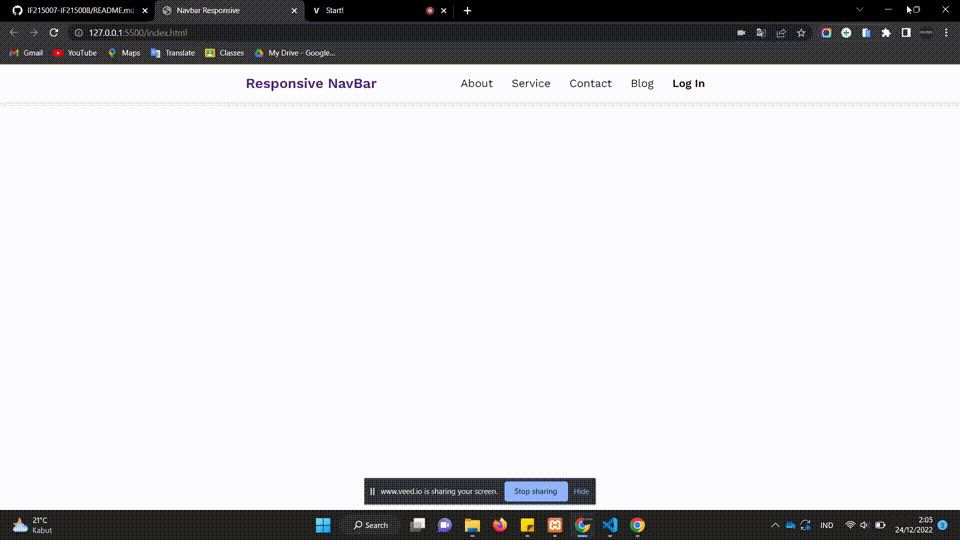 IF215007-IF215008/README.md
Navbar Responsive
Start!
127.0.0.1:5500/index.html
Gmail
YouTube
Maps
Translate
Classes
My Drive - Google...
Responsive NavBar
About
Service
Contact
Blog
Log In
www.veed.io is sharing your screen.
Stop sharing
Hide
21°C
Kabut
Search
IND
2:05
24/12/2022